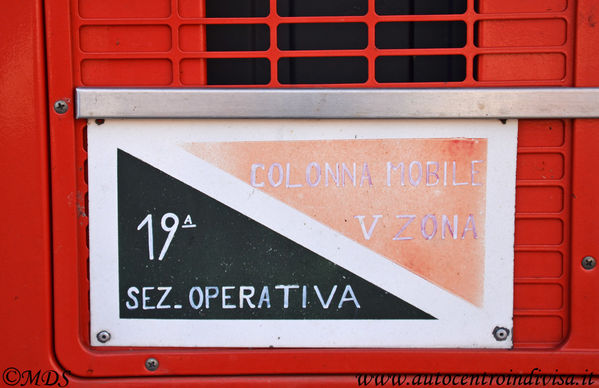 COLONNA MOBILE
V ZONA
19ᴬ
SEZ. OPERATIVA
©MDS
www.autocentroindivisa.it